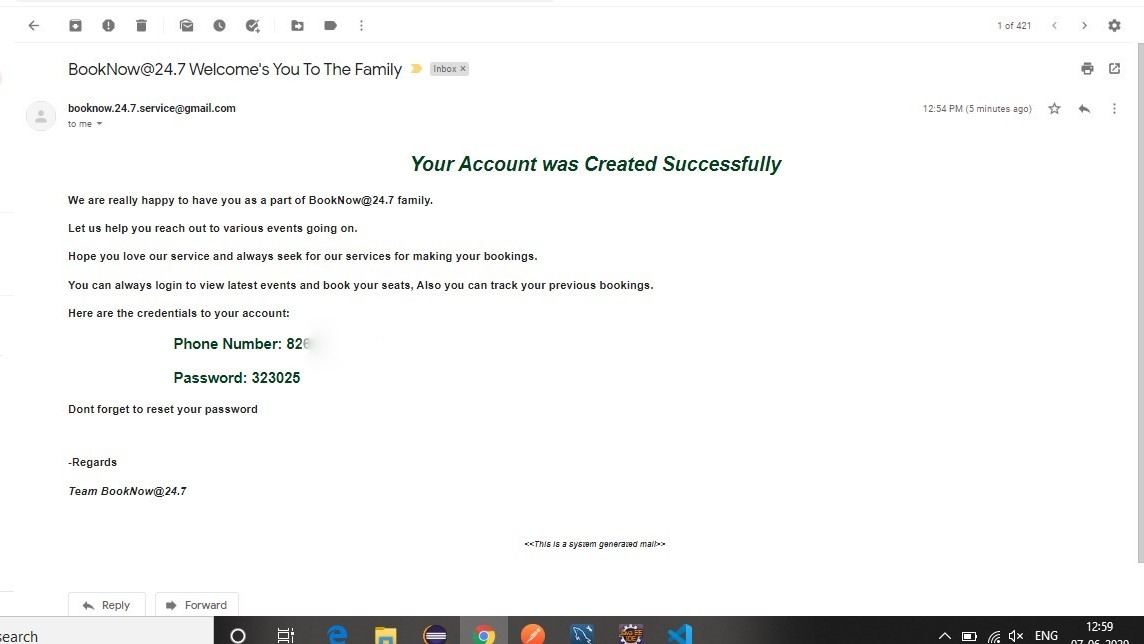 1 of 421
BookNow@24.7 Welcome's You To The Family
Inbox ×
booknow.24.7.service@gmail.com
12:54 PM (5 minutes ago)
to me
Your Account was Created Successfully
We are really happy to have you as a part of BookNow@24.7 family.
Let us help you reach out to various events going on.
Hope you love our service and always seek for our services for making your bookings.
You can always login to view latest events and book your seats, Also you can track your previous bookings.
Here are the credentials to your account:
Phone Number: 826
Password: 323025
Dont forget to reset your password
-Regards
Team BookNow@24.7
<<This is a system generated mail>>
Reply
Forward
search
ENG
12:59
07-06-2020